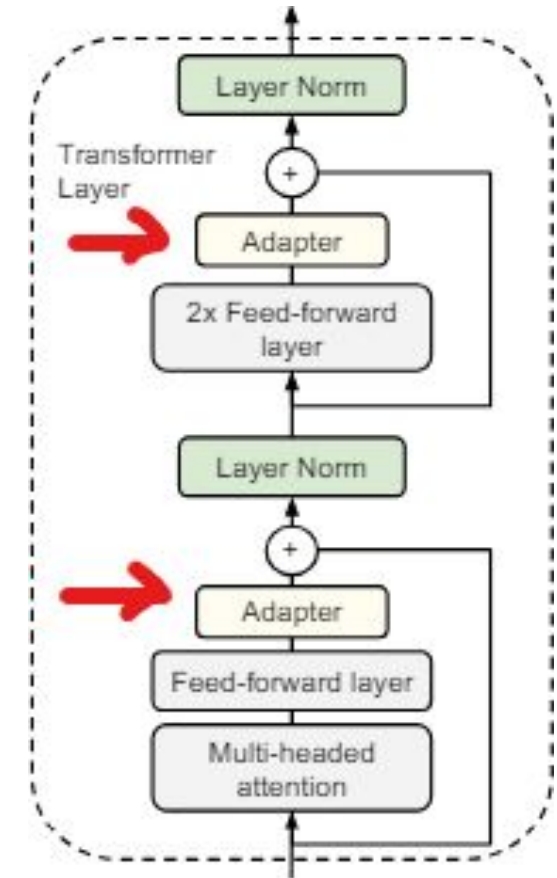 Layer Norm
Transformer
Layer
+
Adapter
2x Feed-forward
layer
Layer Norm
+
Adapter
Feed-forward layer
Multi-headed
attention